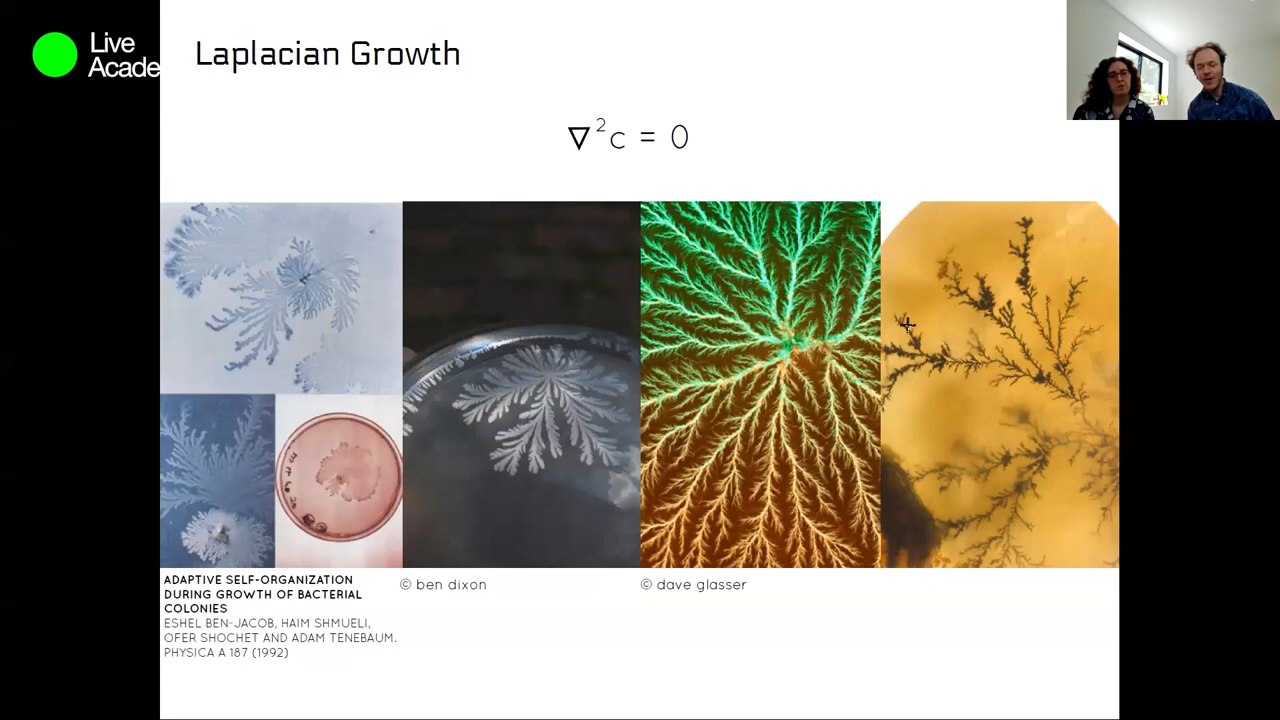 Live
Acade
Laplacian Growth
∇²c = 0
ADAPTIVE SELF-ORGANIZATION
DURING GROWTH OF BACTERIAL
COLONIES
ESHEL BEN-JACOB, HAIM SHMUELI,
OFER SHOCHET AND ADAM TENEBAUM.
PHYSICA A 187 (1992)
© ben dixon
© dave glasser